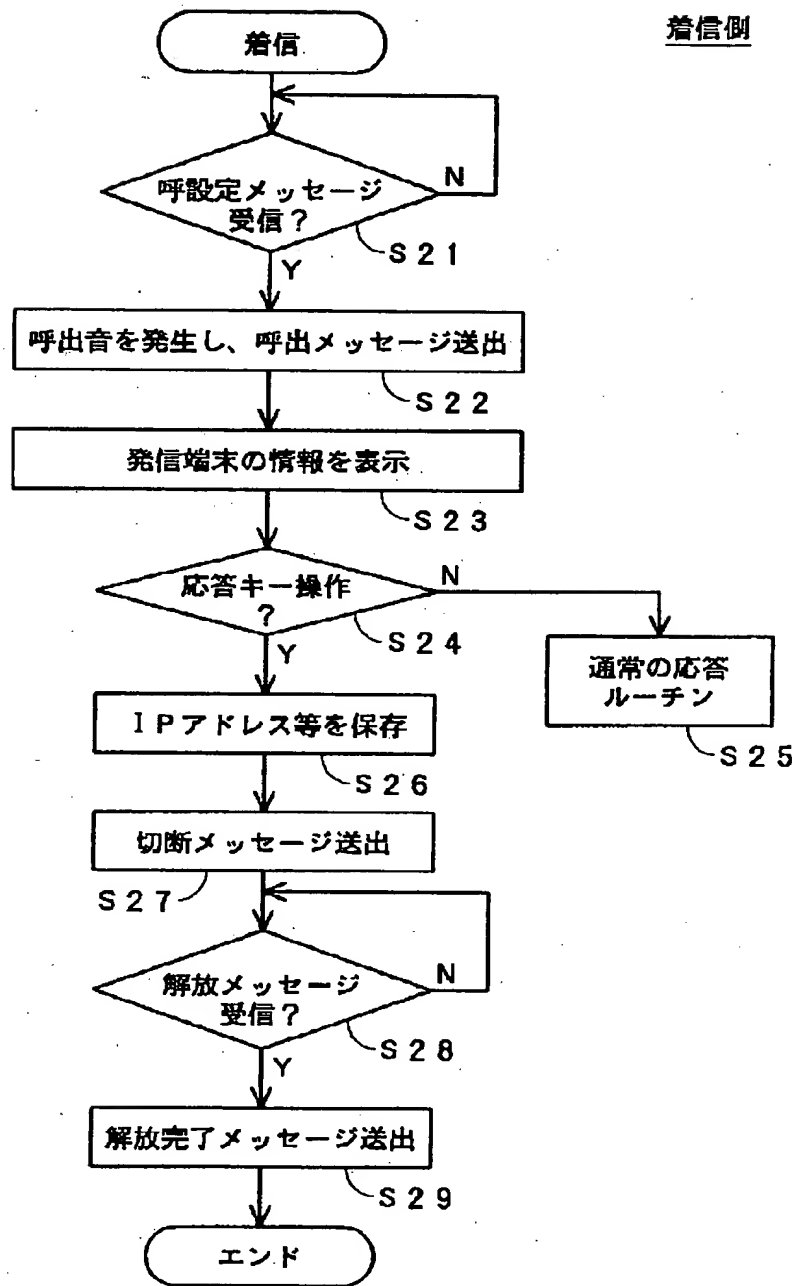 着信側
着信
呼設定メッセージ
受信？
N
S21
Y
呼出音を発生し、呼出メッセージ送出
S22
発信端末の情報を表示
S23
応答キー操作
？
N
S24
Y
通常の応答
ルーチン
S25
IPアドレス等を保存
S26
切断メッセージ送出
S27
解放メッセージ
受信？
N
S28
Y
解放完了メッセージ送出
S29
エンド